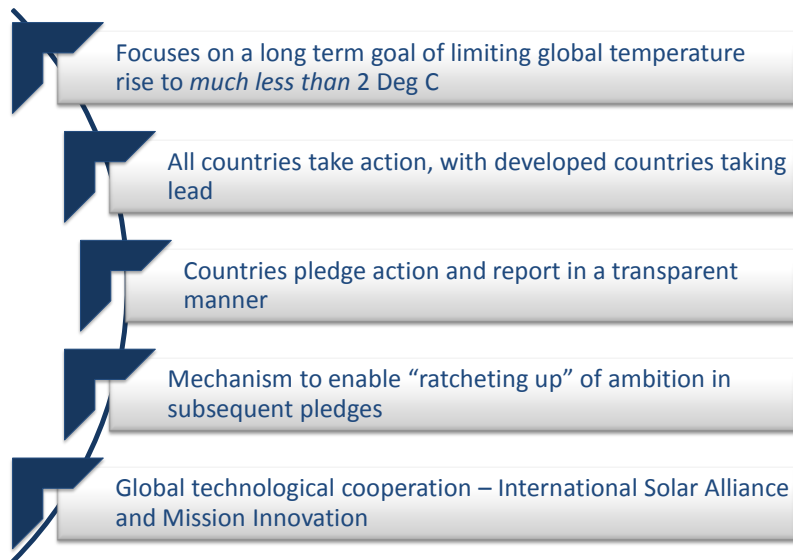 Focuses on a long term goal of limiting global temperature
rise to much less than 2 Deg C
All countries take action, with developed countries taking
lead
Countries pledge action and report in a transparent
manner
Mechanism to enable “ratcheting up” of ambition in
subsequent pledges
Global technological cooperation – International Solar Alliance
and Mission Innovation